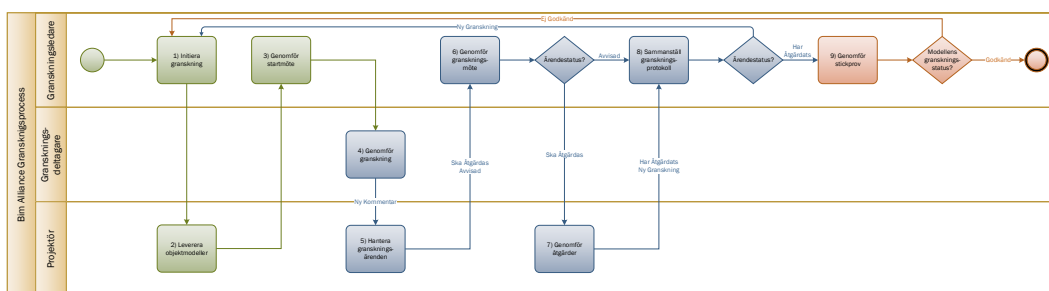 Bim Alliance Gransknigsprocess
Granskningsledare
Gransknings-
deltagare
Projektör
Ej Godkänd
Ny Granskning
1) Initiera
granskning
3) Genomför
startmöte
6) Genomför
gransknings-
möte
Ärendestatus?
Avvisad
8) Sammanställ
gransknings-
protokoll
Ärendestatus?
Har
Åtgärdats
9) Genomför
stickprov
Modellens
gransknings-
status?
Godkänd
4) Genomför
granskning
Ska Åtgärdas
Avvisad
Ska Åtgärdas
Har Åtgärdats
Ny Granskning
Ny Kommentar
2) Leverera
objektmodeller
5) Hantera
gransknings-
ärenden
7) Genomför
åtgärder